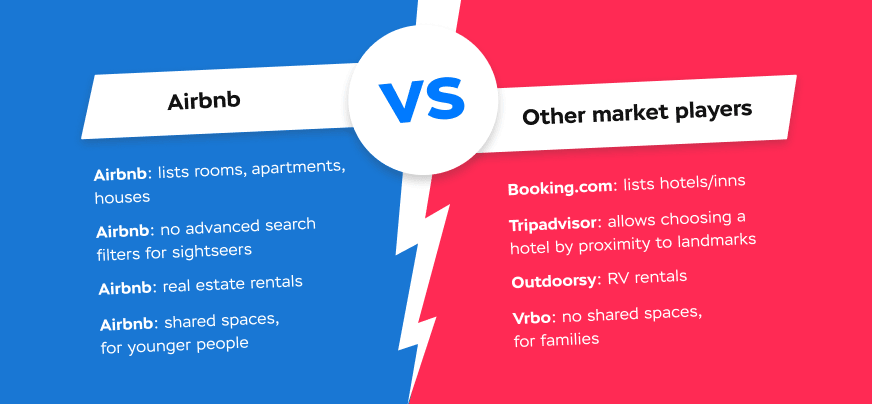 Airbnb
VS
Other market players
Airbnb: lists rooms, apartments,
houses
Airbnb: no advanced search
filters for sightseers
Airbnb: real estate rentals
Airbnb: shared spaces,
for younger people
Booking.com: lists hotels/inns
Tripadvisor: allows choosing a
hotel by proximity to landmarks
Outdoorsy: RV rentals
Vrbo: no shared spaces,
for families